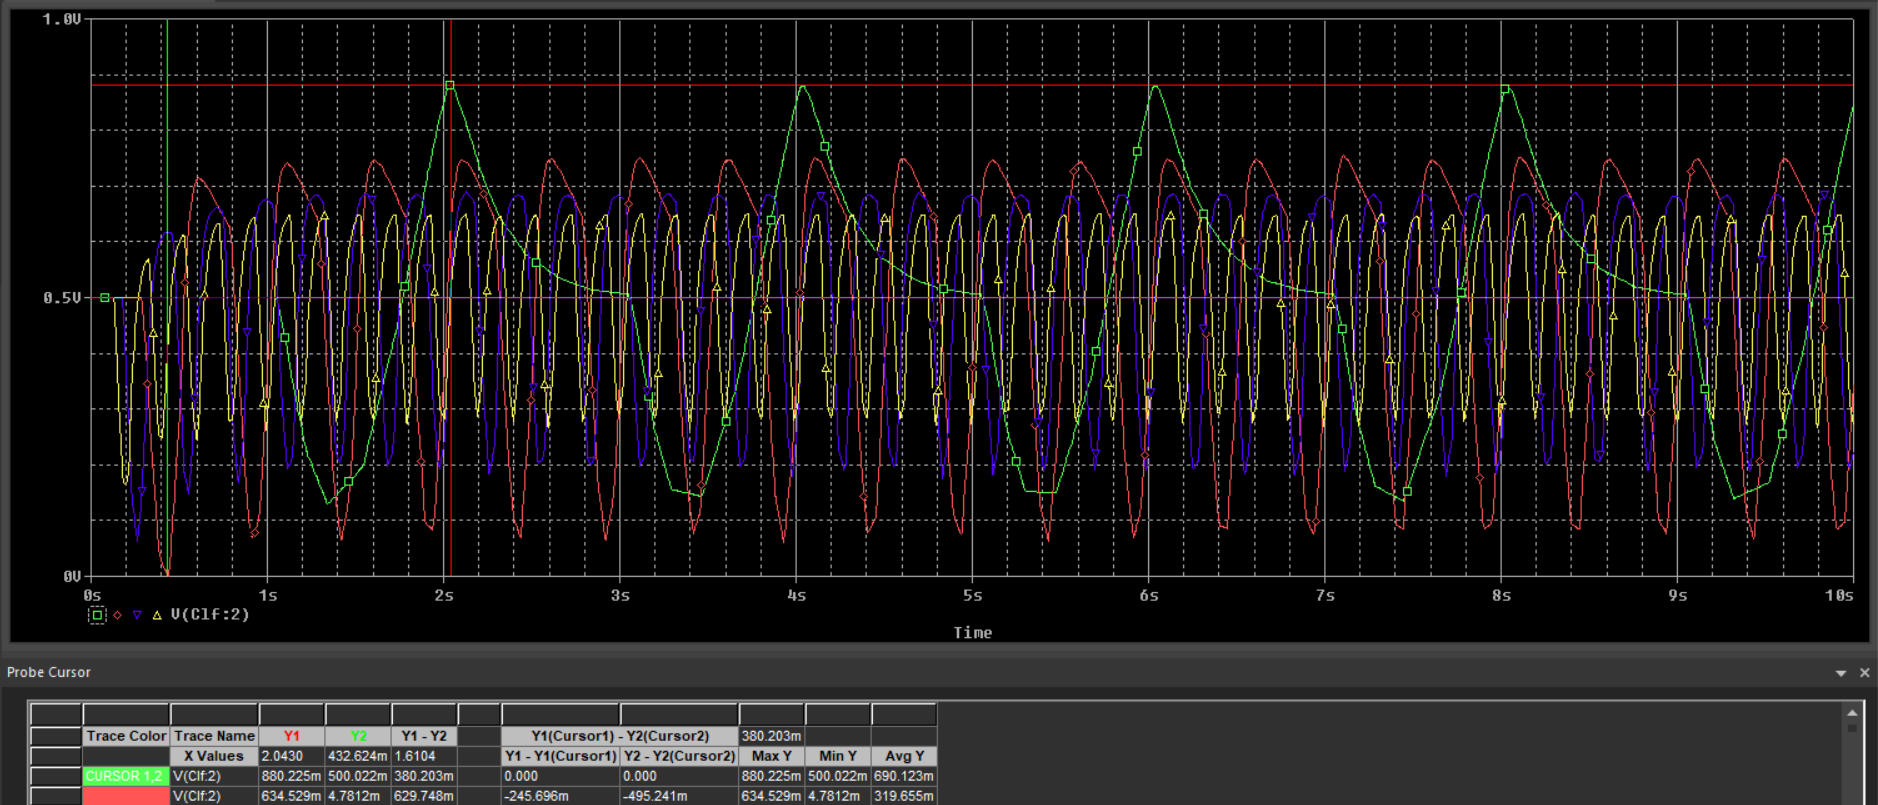 1.0V
0.5V
0V
0s 1s 2s 3s 4s 5s 6s 7s 8s 9s 10s
V(Clf:2)
Time
Probe Cursor
Trace Color Trace Name Y1 Y2 Y1 - Y2 Y1(Cursor1) - Y2(Cursor2) 380.203m
X Values 2.0430 432.624m 1.6104 Y1 - Y1(Cursor1) Y2 - Y2(Cursor2) Max Y Min Y Avg Y
CURSOR 1,2 V(Clf:2) 880.225m 500.022m 380.203m 0.000 0.000 880.225m 500.022m 690.123m
V(Clf:2) 634.529m 4.7812m 629.748m -245.696m -495.241m 634.529m 4.7812m 319.655m